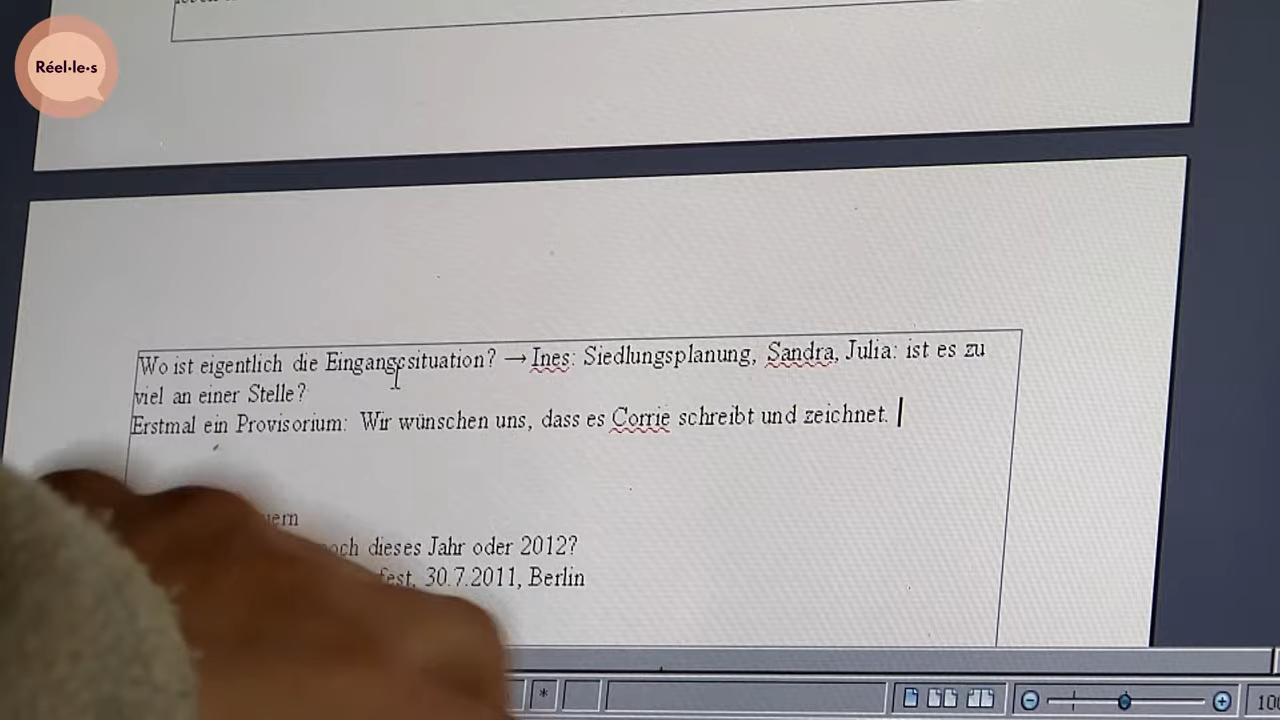 Réel·le·s
Wo ist eigentlich die Eingangssituation? → Ines: Siedlungsplanung, Sandra, Julia: ist es zu
viel an einer Stelle?
Erstmal ein Provisorium: Wir wünschen uns, dass es Corrie schreibt und zeichnet.
noch dieses Jahr oder 2012?
30.7.2011, Berlin